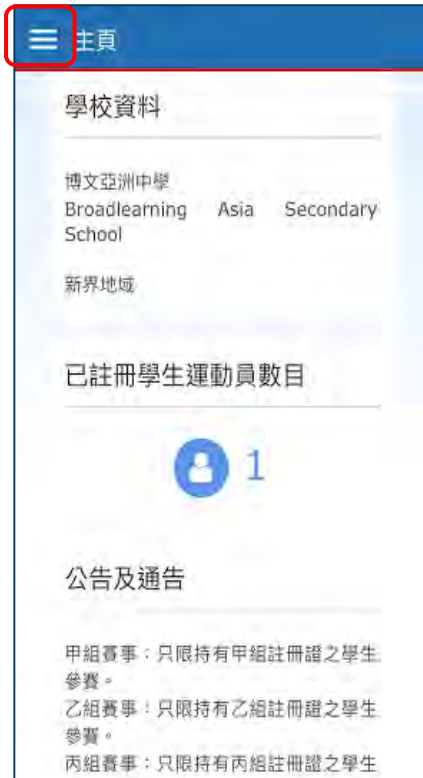 主頁
學校資料
博文亞洲中學
Broadlearning Asia Secondary
School
新界地域
已註冊學生運動員數目
1
公告及通告
甲組賽事：只限持有甲組註冊證之學生
參賽。
乙組賽事：只限持有乙組註冊證之學生
參賽。
丙組賽事：只限持有丙組註冊證之學生